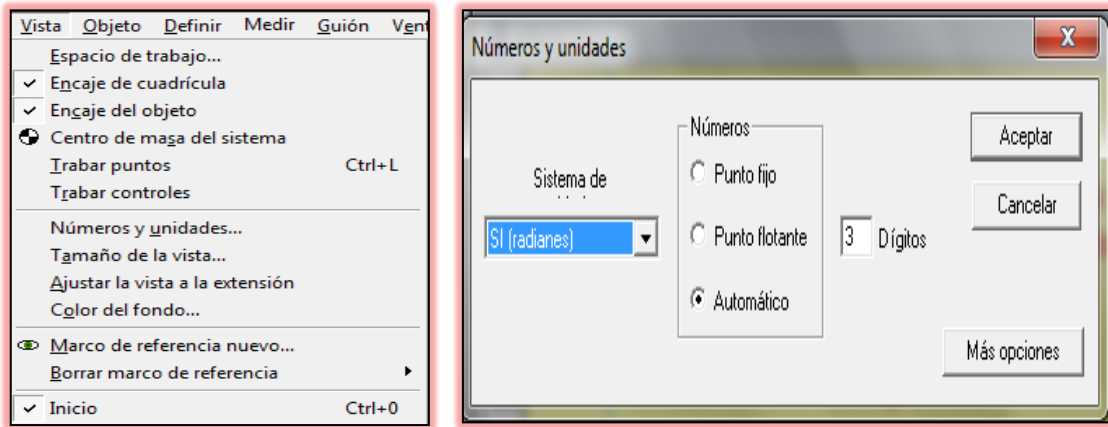 Vista Objeto Definir Medir Guión
Espacio de trabajo...
Encaje de cuadrícula
Encaje del objeto
Centro de masa del sistema
Trabar puntos Ctrl+L
Trabar controles
Números y unidades...
Tamaño de la vista...
Ajustar la vista a la extensión
Color del fondo...
Marco de referencia nuevo...
Borrar marco de referencia
Inicio Ctrl+0
Números y unidades
X
Sistema de
SI (radianes)
Números
Punto fijo
Punto flotante
Automático
3 Dígitos
Aceptar
Cancelar
Más opciones